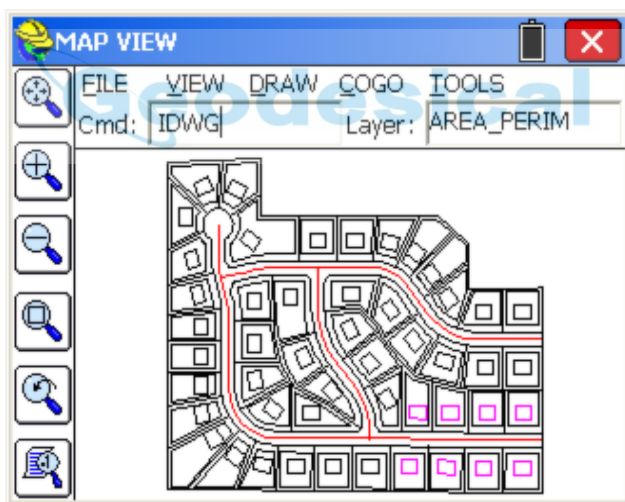 MAP VIEW
FILE VIEW DRAW COGO TOOLS
Geodesical
Cmd: IDWG Layer: AREA_PERIM